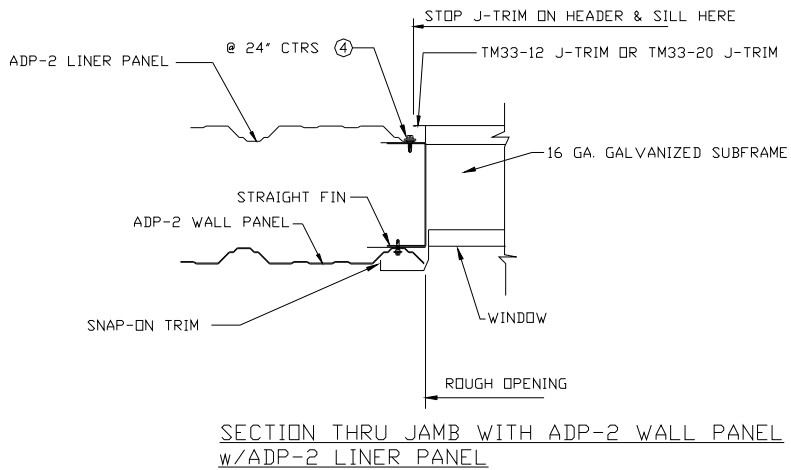 STOP J-TRIM ON HEADER & SILL HERE
@ 24" CTRS 4
TM33-12 J-TRIM OR TM33-20 J-TRIM
ADP-2 LINER PANEL
16 GA. GALVANIZED SUBFRAME
STRAIGHT FIN
ADP-2 WALL PANEL
SNAP-ON TRIM
WINDOW
ROUGH OPENING
SECTION THRU JAMB WITH ADP-2 WALL PANEL
w/ADP-2 LINER PANEL